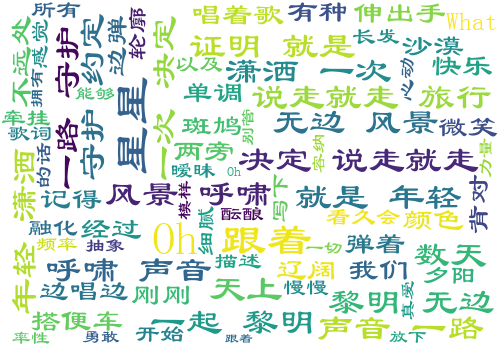 所有
唱着歌
有种
伸出手
What
不远处
拥有感觉
守护
约定
边弹
轮廓
决定
证明 就是
长发
沙漠
以及
潇洒 一次
心动
快乐
牵挂
能够
单调
说走就走 旅行
歌词
的话
一路 守护
星星
一次
斑鸠
别管
无边 风景
微笑
两旁
暧昧
Oh
决定 说走就走
容纳
力量
潇洒
记得
风景 呼啸
模样
酝酿
写下
就是 年轻
背对
融化
经过
细腻
看久会
颜色
频率
抽象
Oh
跟着
一切
弹着
数天
年轻
呼啸 声音
描述
辽阔
我们
夕阳
边唱边
刚刚
天上
慢慢
黎明
真爱
无边
搭便车
一起 黎明
声音 一路
率性
勇敢
开始
跟着
放下